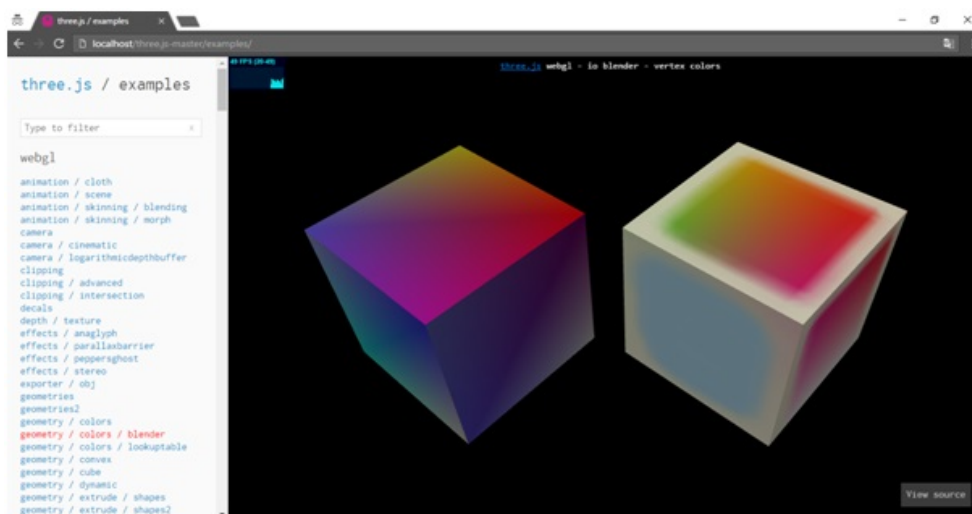 three.js / examples
localhost/three.js-master/examples/
three.js / examples
Type to filter
webgl
animation / cloth
animation / scene
animation / skinning / blending
animation / skinning / morph
camera
camera / cinematic
camera / logarithmicdepthbuffer
clipping
clipping / advanced
clipping / intersection
decals
depth / texture
effects / anaglyph
effects / parallaxbarrier
effects / peppersghost
effects / stereo
exporter / obj
geometries
geometries2
geometry / colors
geometry / colors / blender
geometry / colors / lookuptable
geometry / convex
geometry / cube
geometry / dynamic
geometry / extrude / shapes
geometry / extrude / shapes2
three.js webgl - io blender - vertex colors
View source